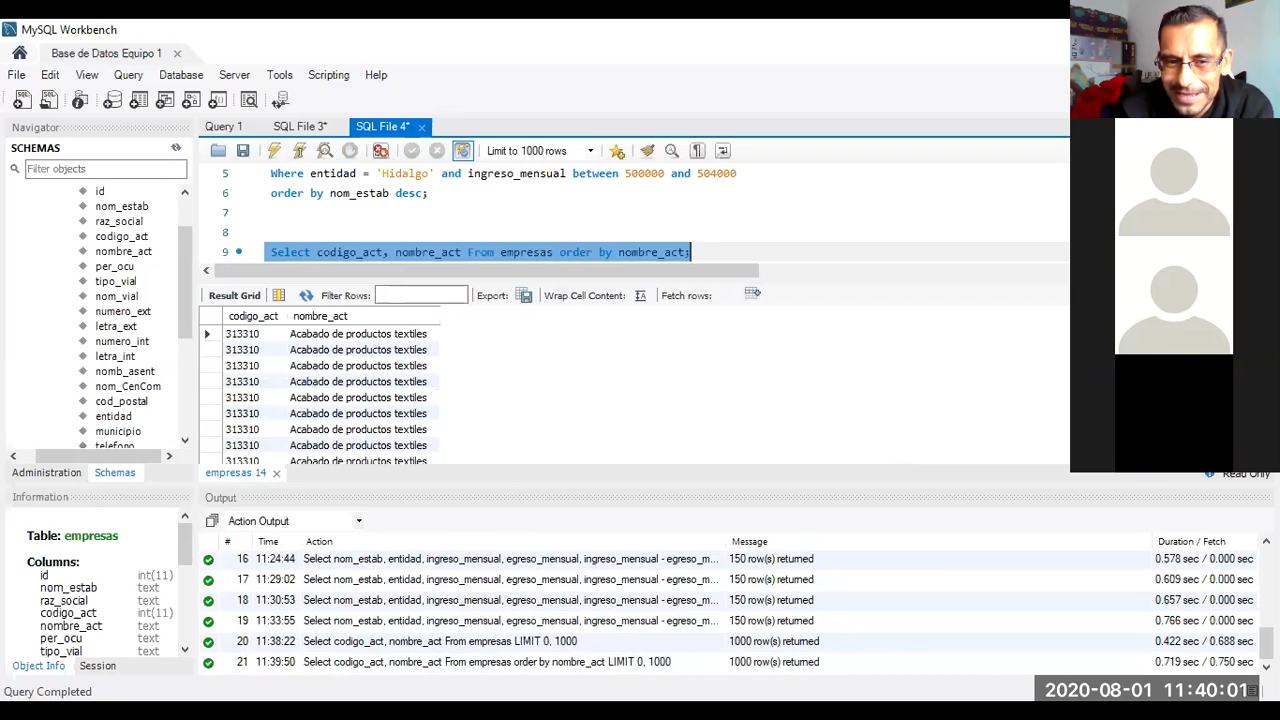 MySQL Workbench
Base de Datos Equipo 1
File Edit View Query Database Server Tools Scripting Help
Navigator
SCHEMAS
Filter objects
id
nom_estab
raz_social
codigo_act
nombre_act
per_ocu
tipo_vial
nom_vial
numero_ext
letra_ext
numero_int
letra_int
nomb_asent
nom_CenCom
cod_postal
entidad
municipio
telefono
Administration Schemas
Information
Table: empresas
Columns:
id int(11)
nom_estab text
raz_social text
codigo_act int(11)
nombre_act text
per_ocu text
tipo_vial text
Object Info Session
Query 1 SQL File 3* SQL File 4*
Limit to 1000 rows
5 Where entidad = 'Hidalgo' and ingreso_mensual between 500000 and 504000
6 order by nom_estab desc;
7
8
9 Select codigo_act, nombre_act From empresas order by nombre_act;
Result Grid Filter Rows: Export: Wrap Cell Content: Fetch rows:
codigo_act nombre_act
313310 Acabado de productos textiles
313310 Acabado de productos textiles
313310 Acabado de productos textiles
313310 Acabado de productos textiles
313310 Acabado de productos textiles
313310 Acabado de productos textiles
313310 Acabado de productos textiles
313310 Acabado de productos textiles
313310 Acabado de productos textiles
empresas 14
Read Only
Output
Action Output
# Time Action Message Duration / Fetch
16 11:24:44 Select nom_estab, entidad, ingreso_mensual, egreso_mensual, ingreso_mensual - egreso_m... 150 row(s) returned 0.578 sec / 0.000 sec
17 11:29:02 Select nom_estab, entidad, ingreso_mensual, egreso_mensual, ingreso_mensual - egreso_m... 150 row(s) returned 0.609 sec / 0.000 sec
18 11:30:53 Select nom_estab, entidad, ingreso_mensual, egreso_mensual, ingreso_mensual - egreso_m... 150 row(s) returned 0.657 sec / 0.000 sec
19 11:33:55 Select nom_estab, entidad, ingreso_mensual, egreso_mensual, ingreso_mensual - egreso_m... 150 row(s) returned 0.766 sec / 0.000 sec
20 11:38:22 Select codigo_act, nombre_act From empresas LIMIT 0, 1000 1000 row(s) returned 0.422 sec / 0.688 sec
21 11:39:50 Select codigo_act, nombre_act From empresas order by nombre_act LIMIT 0, 1000 1000 row(s) returned 0.719 sec / 0.750 sec
Query Completed
2020-08-01 11:40:01